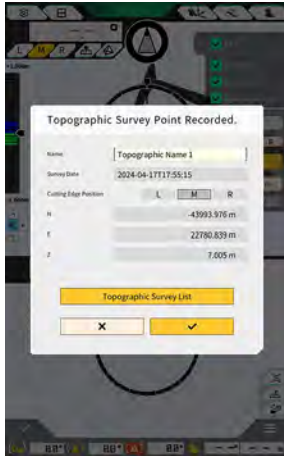 L M R
Topographic Survey Point Recorded.
Name Topographic Name 1
Survey Date 2024-04-17T17:55:15
Cutting Edge Position L M R
N -43993.976 m
E 22780.839 m
Z 7.005 m
Topographic Survey List